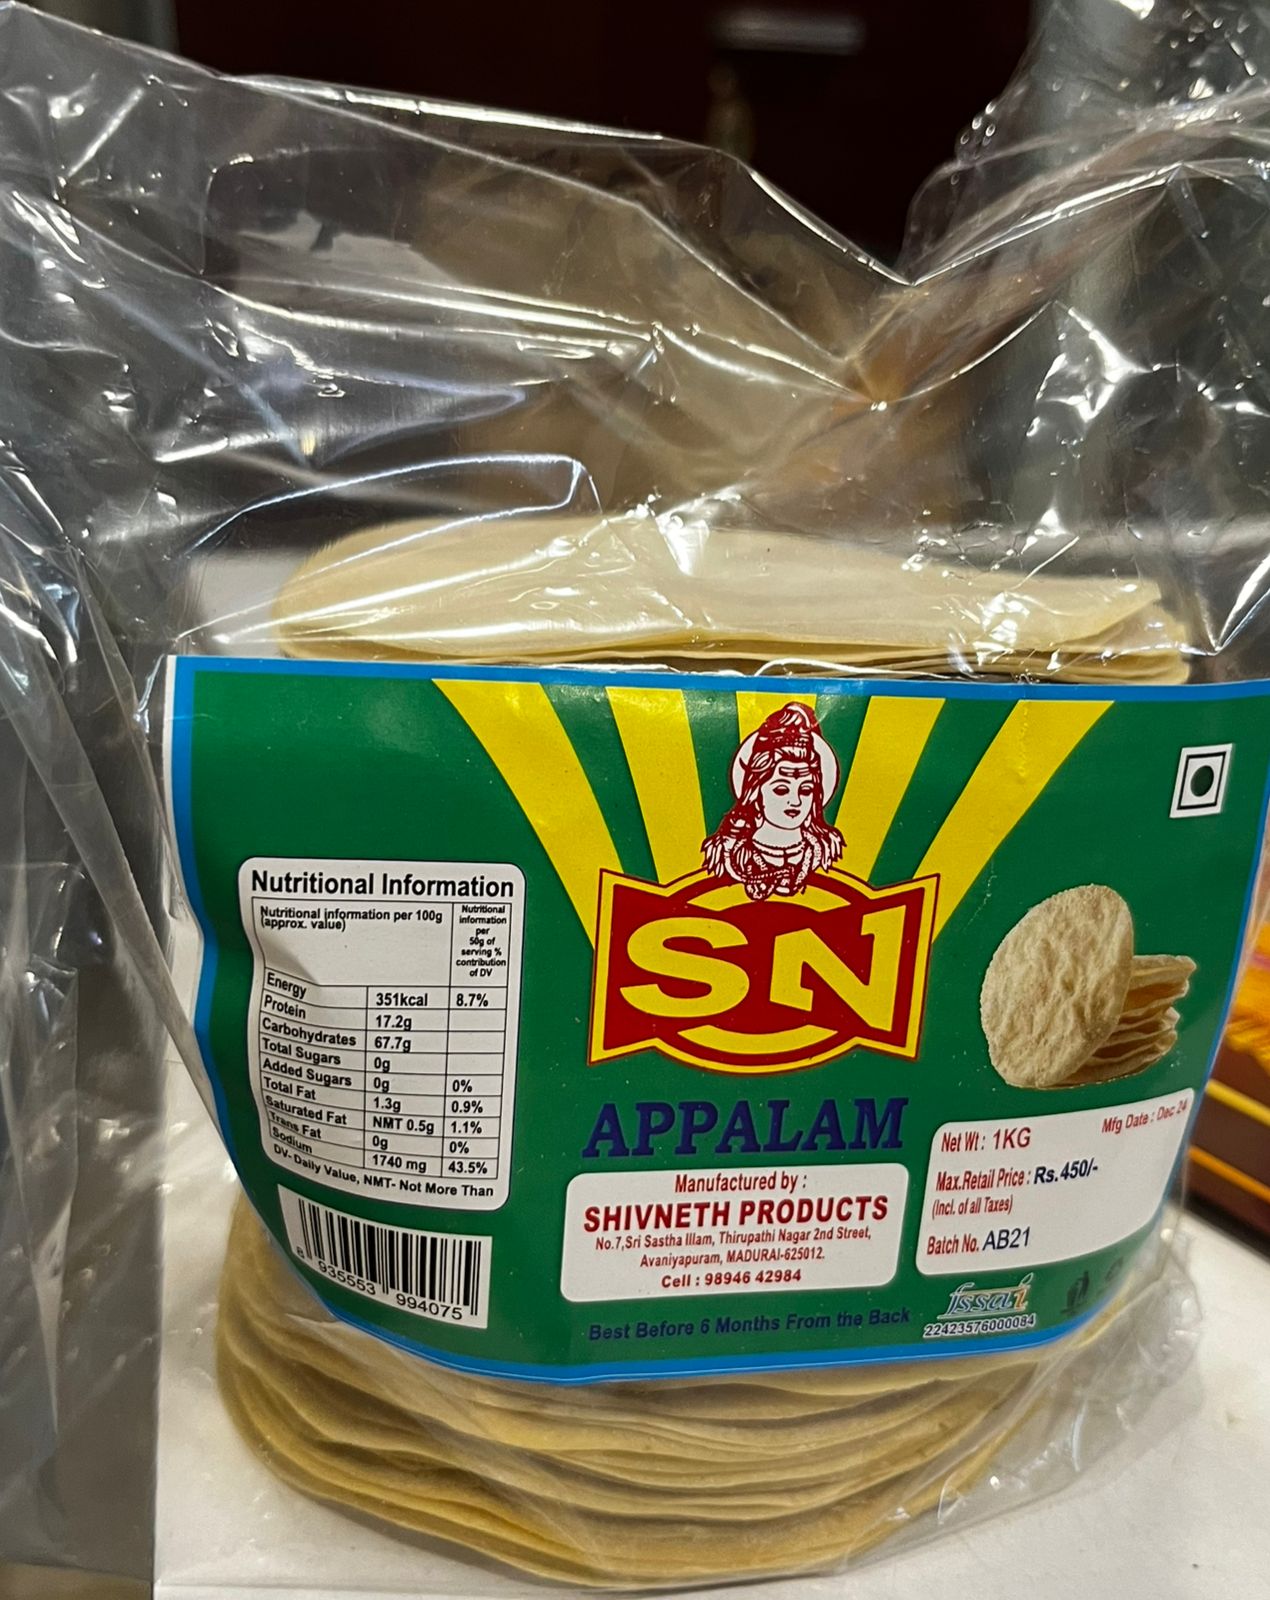 SN
APPALAM
Nutritional Information
Nutritional information per 100g
(approx. value)
Nutritional
information
per
50g of
serving %
contribution
of DV
Energy 351kcal 8.7%
Protein 17.2g
Carbohydrates 67.7g
Total Sugars 0g
Added Sugars 0g 0%
Total Fat 1.3g 0.9%
Saturated Fat NMT 0.5g 1.1%
Trans Fat 0g 0%
Sodium 1740 mg 43.5%
DV- Daily Value, NMT- Not More Than
8 935553 994075
Manufactured by :
SHIVNETH PRODUCTS
No.7,Sri Sastha Illam, Thirupathi Nagar 2nd Street,
Avaniyapuram, MADURAI-625012.
Cell : 98946 42984
Best Before 6 Months From the Back
Net Wt : 1KG
Mfg Date : Dec 24
Max.Retail Price : Rs.450/-
(Incl. of all Taxes)
Batch No. AB21
fssai
22423576000084